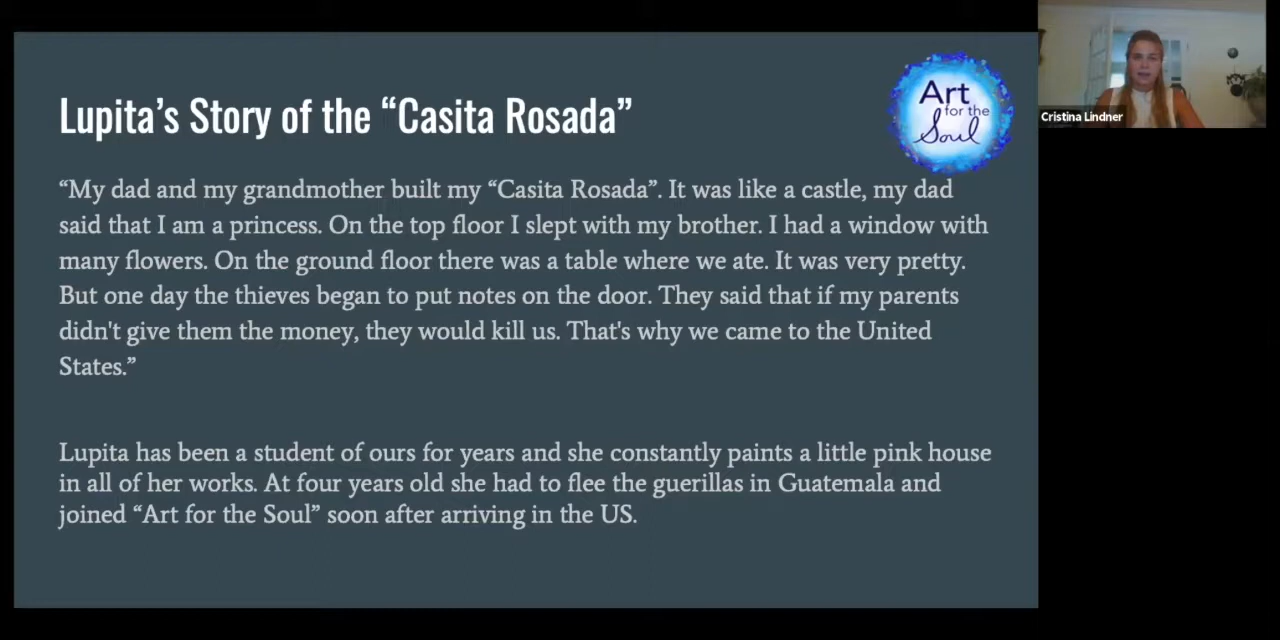 Lupita's Story of the “Casita Rosada”
Art
for the
Soul
Cristina Lindner
“My dad and my grandmother built my “Casita Rosada”. It was like a castle, my dad
said that I am a princess. On the top floor I slept with my brother. I had a window with
many flowers. On the ground floor there was a table where we ate. It was very pretty.
But one day the thieves began to put notes on the door. They said that if my parents
didn't give them the money, they would kill us. That's why we came to the United
States.”
Lupita has been a student of ours for years and she constantly paints a little pink house
in all of her works. At four years old she had to flee the guerillas in Guatemala and
joined “Art for the Soul” soon after arriving in the US.